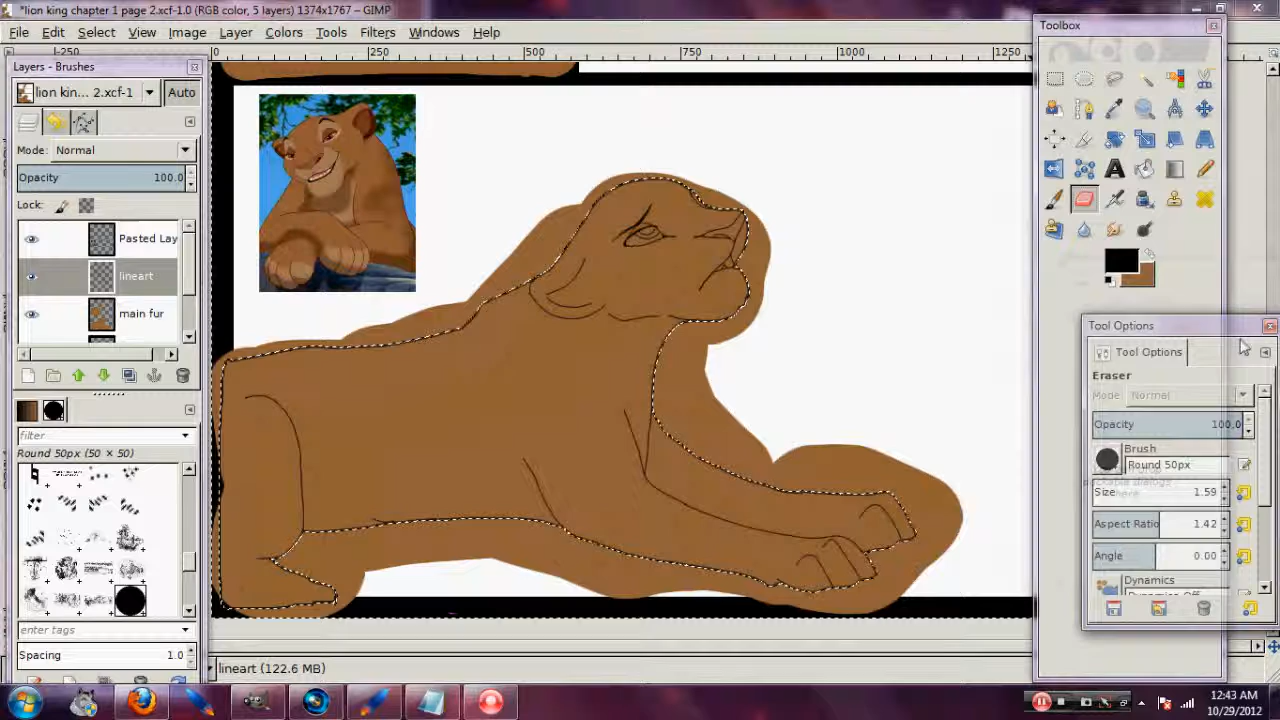 *lion king chapter 1 page 2.xcf-1.0 (RGB color, 5 layers) 1374x1767 – GIMP
File Edit Select View Image Layer Colors Tools Filters Windows Help
Toolbox
-250 0 250 500 750 1000 1250
Layers - Brushes
lion kin... 2.xcf-1 Auto
Mode: Normal
Opacity 100.0
Lock:
Pasted Lay
lineart
main fur
filter
Round 50px (50 × 50)
enter tags
Spacing 1.0
Tool Options
Tool Options
Eraser
Mode Normal
Opacity 100.0
Brush
Round 50px
Size 1.59
Aspect Ratio 1.42
Angle 0.00
Dynamics
Dynamics Off
lineart (122.6 MB)
12:43 AM
10/29/2012